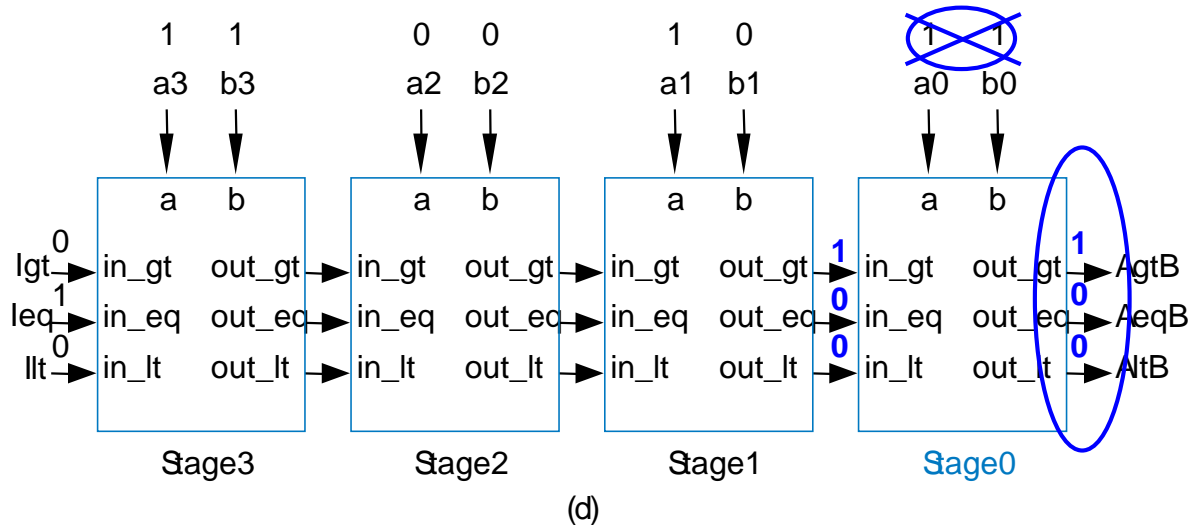 1 1 0 0 1 0 1 1
a3 b3 a2 b2 a1 b1 a0 b0
a b a b a b a b
0 1 1
Igt in_gt out_gt in_gt out_gt in_gt out_gt in_gt out_gt AgtB
1 0 0
Ieq in_eq out_eq in_eq out_eq in_eq out_eq in_eq out_eq AeqB
0 0 0
Ilt in_lt out_lt in_lt out_lt in_lt out_lt in_lt out_lt AltB
Stage3 Stage2 Stage1 Stage0
(d)